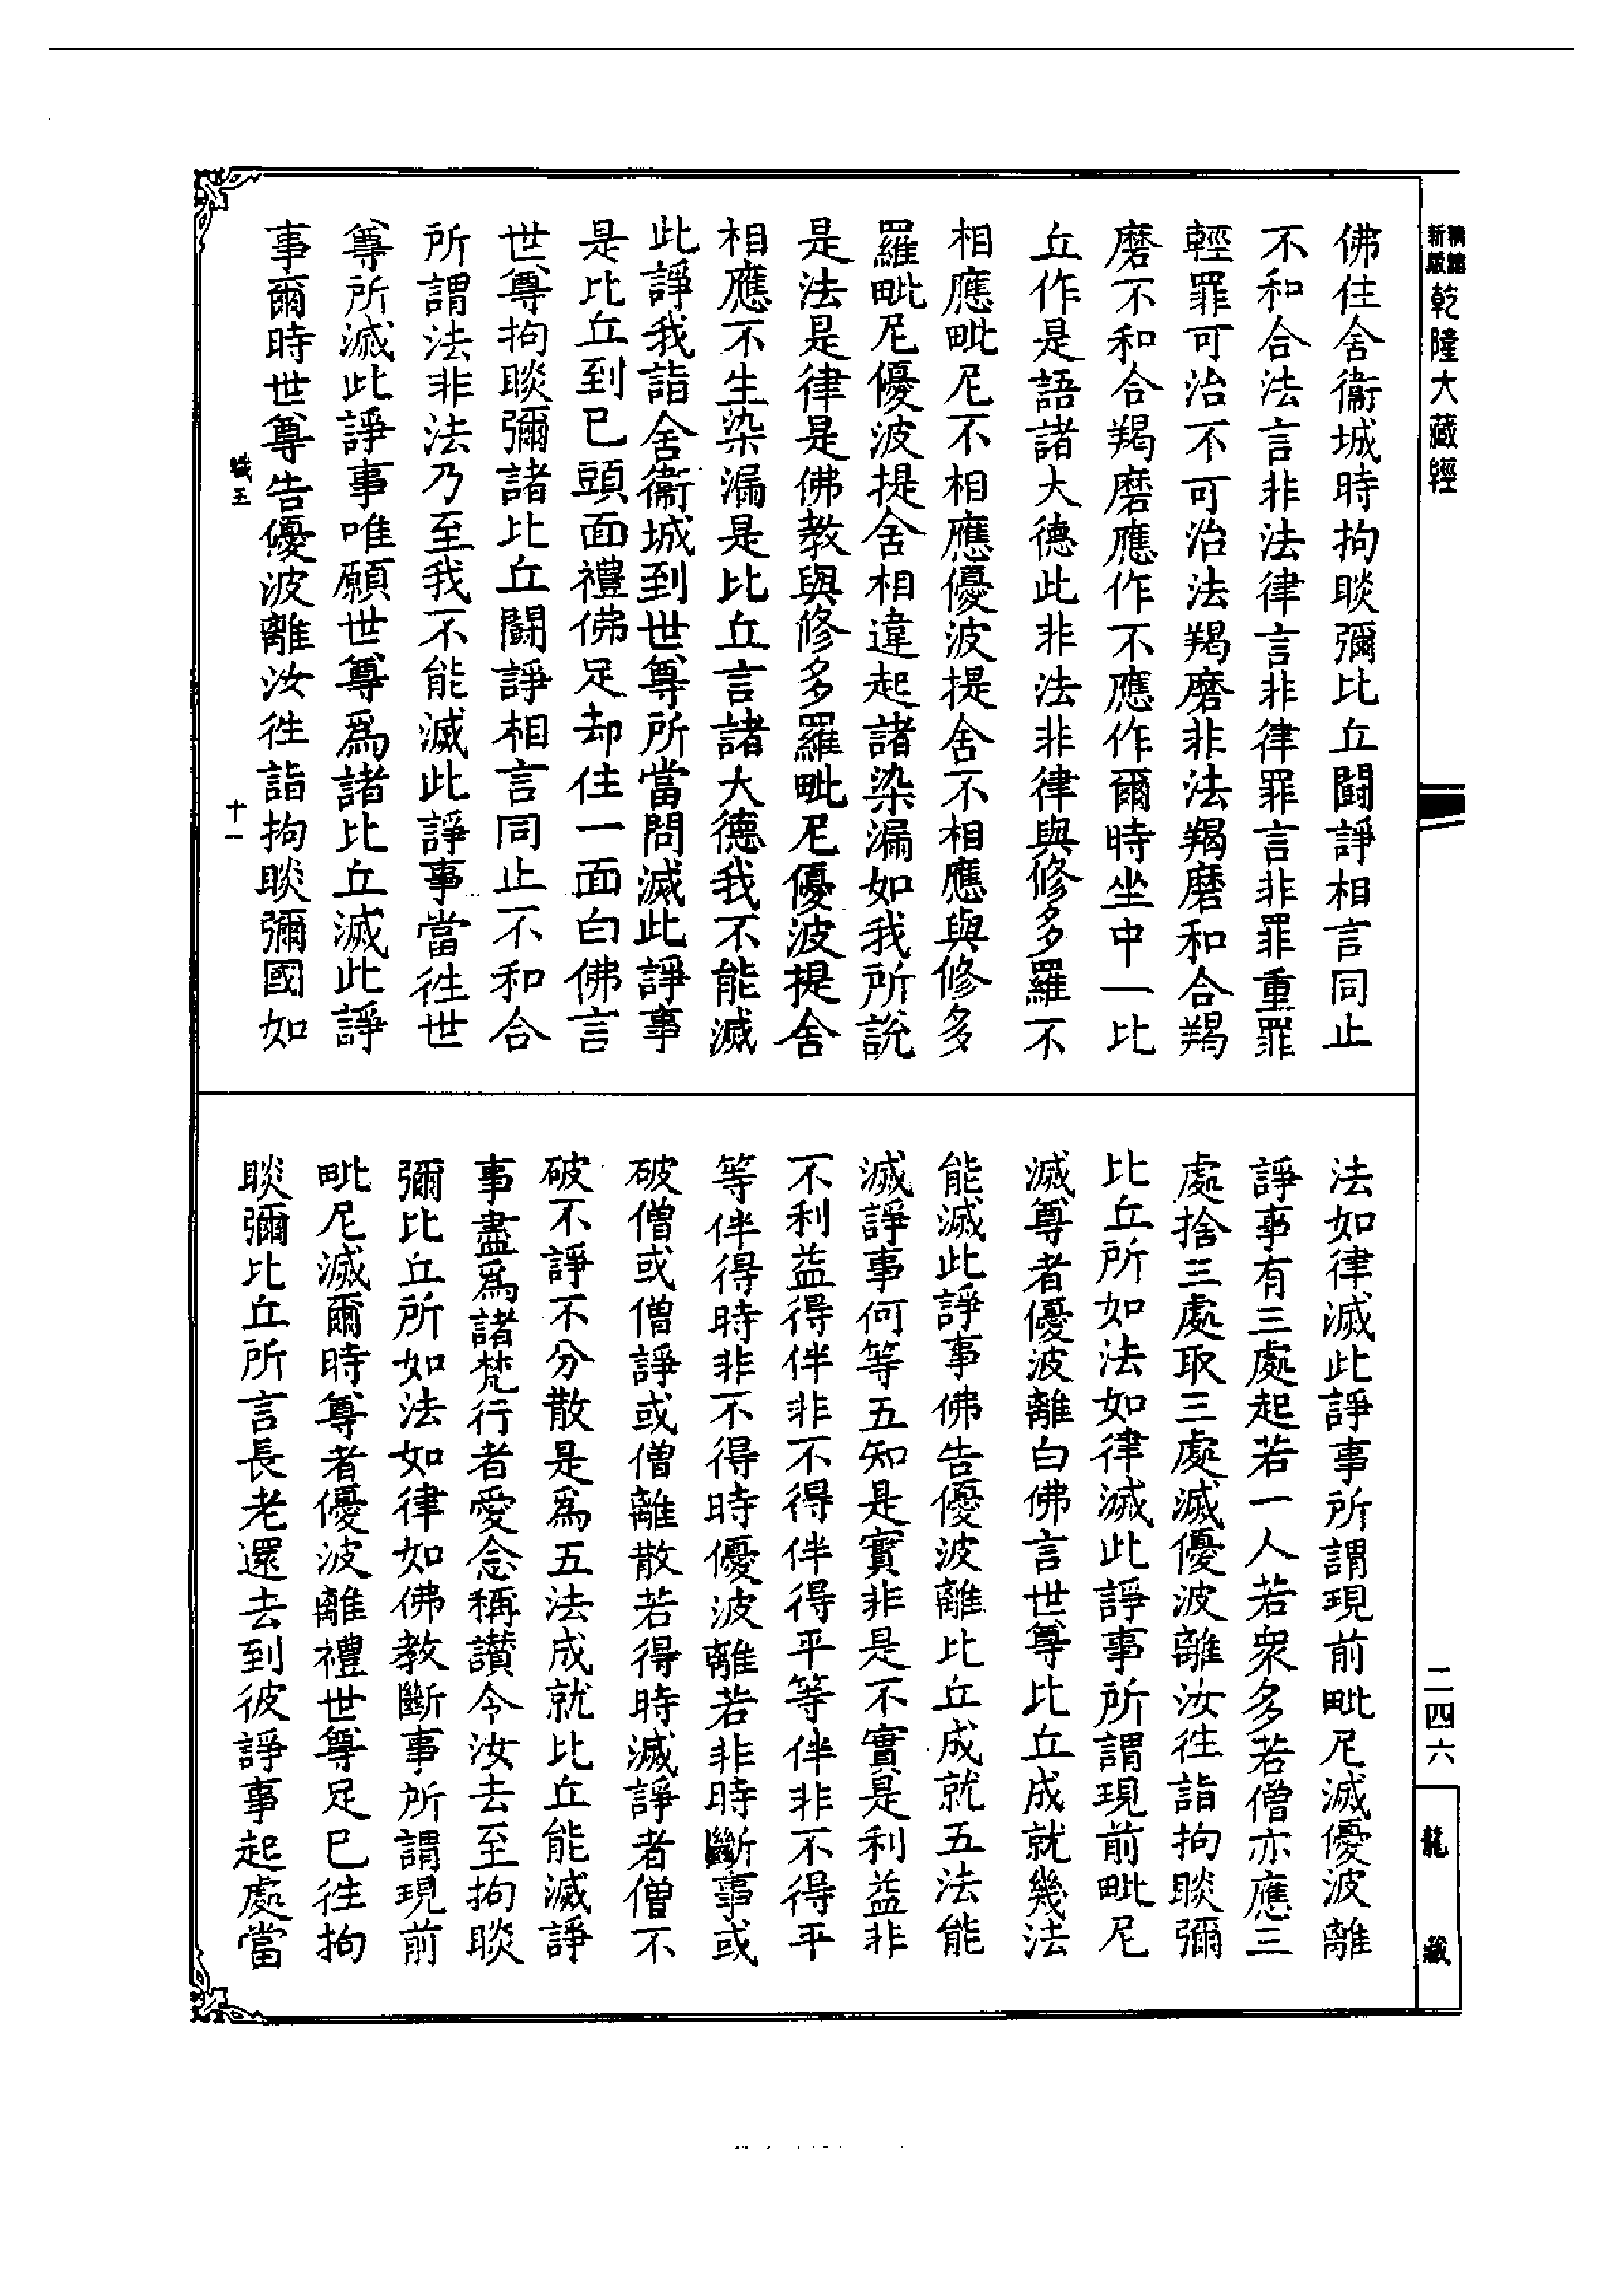 新版
精縮
乾隆大藏經
佛住舍衞城時拘睒彌比丘鬪諍相言同止
不和合法言非法律言非律罪言非罪重罪
輕罪可治不可治法羯磨非法羯磨和合羯
磨不和合羯磨應作不應作爾時坐中一比
丘作是語諸大德此非法非律與修多羅不
相應毗尼不相應優波提舍不相應與修多
羅毗尼優波提舍相違起諸染漏如我所說
是法是律是佛教與修多羅毗尼優波提舍
相應不生染漏是比丘言諸大德我不能滅
此諍我詣舍衞城到世尊所當問滅此諍事
是比丘到已頭面禮佛足却住一面白佛言
世尊拘睒彌諸比丘鬪諍相言同止不和合
所謂法非法乃至我不能滅此諍事當徃世
尊所滅此諍事唯願世尊爲諸比丘滅此諍
事爾時世尊告優波離汝徃詣拘睒彌國如
職五
十一
法如律滅此諍事所謂現前毗尼滅優波離
諍事有三處起若一人若衆多若僧亦應三
處捨三處取三處滅優波離汝徃詣拘睒彌
比丘所如法如律滅此諍事所謂現前毗尼
滅尊者優波離白佛言世尊比丘成就幾法
能滅此諍事佛告優波離比丘成就五法能
滅諍事何等五知是實非是不實是利益非
不利益得伴非不得伴得平等伴非不得平
等伴得時非不得時優波離若非時斷事或
破僧或僧諍或僧離散若得時滅諍者僧不
破不諍不分散是爲五法成就比丘能滅諍
事盡爲諸梵行者愛念稱讚令汝去至拘睒
彌比丘所如法如律如佛教斷事所謂現前
毗尼滅爾時尊者優波離禮世尊足已徃拘
睒彌比丘所言長老還去到彼諍事起處當
二四六
龍藏